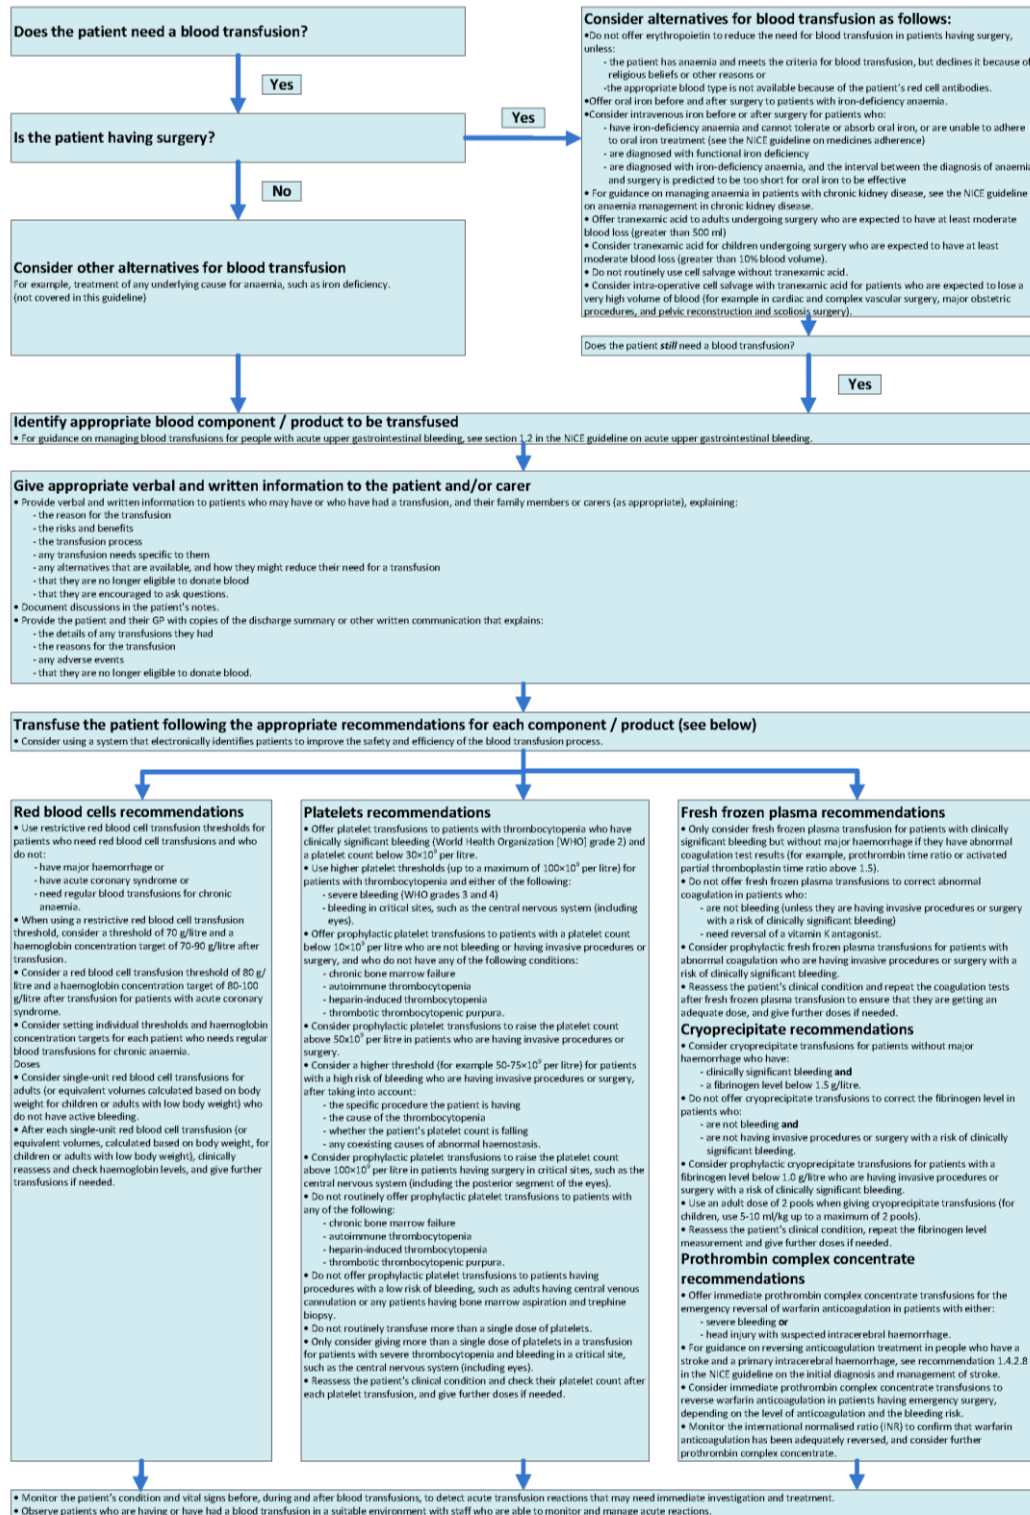 Does the patient need a blood transfusion?
Yes
Is the patient having surgery?
Yes
No
Consider other alternatives for blood transfusion
For example, treatment of any underlying cause for anaemia, such as iron deficiency.
(not covered in this guideline)
Consider alternatives for blood transfusion as follows:
•Do not offer erythropoietin to reduce the need for blood transfusion in patients having surgery,
unless:
- the patient has anaemia and meets the criteria for blood transfusion, but declines it because of
religious beliefs or other reasons or
-the appropriate blood type is not available because of the patient's red cell antibodies.
•Offer oral iron before and after surgery to patients with iron-deficiency anaemia.
•Consider intravenous iron before or after surgery for patients who:
- have iron-deficiency anaemia and cannot tolerate or absorb oral iron, or are unable to adhere
to oral iron treatment (see the NICE guideline on medicines adherence)
- are diagnosed with functional iron deficiency
- are diagnosed with iron-deficiency anaemia, and the interval between the diagnosis of anaemia
and surgery is predicted to be too short for oral iron to be effective
• For guidance on managing anaemia in patients with chronic kidney disease, see the NICE guideline
on anaemia management in chronic kidney disease.
• Offer tranexamic acid to adults undergoing surgery who are expected to have at least moderate
blood loss (greater than 500 ml)
• Consider tranexamic acid for children undergoing surgery who are expected to have at least
moderate blood loss (greater than 10% blood volume).
• Do not routinely use cell salvage without tranexamic acid.
• Consider intra-operative cell salvage with tranexamic acid for patients who are expected to lose a
very high volume of blood (for example in cardiac and complex vascular surgery, major obstetric
procedures, and pelvic reconstruction and scoliosis surgery).
Does the patient still need a blood transfusion?
Yes
Identify appropriate blood component / product to be transfused
• For guidance on managing blood transfusions for people with acute upper gastrointestinal bleeding, see section 1.2 in the NICE guideline on acute upper gastrointestinal bleeding.
Give appropriate verbal and written information to the patient and/or carer
• Provide verbal and written information to patients who may have or who have had a transfusion, and their family members or carers (as appropriate), explaining:
- the reason for the transfusion
- the risks and benefits
- the transfusion process
- any transfusion needs specific to them
- any alternatives that are available, and how they might reduce their need for a transfusion
- that they are no longer eligible to donate blood
- that they are encouraged to ask questions.
• Document discussions in the patient's notes.
• Provide the patient and their GP with copies of the discharge summary or other written communication that explains:
- the details of any transfusions they had
- the reasons for the transfusion
- any adverse events
- that they are no longer eligible to donate blood.
Transfuse the patient following the appropriate recommendations for each component / product (see below)
• Consider using a system that electronically identifies patients to improve the safety and efficiency of the blood transfusion process.
Red blood cells recommendations
• Use restrictive red blood cell transfusion thresholds for
patients who need red blood cell transfusions and who
do not:
- have major haemorrhage or
- have acute coronary syndrome or
- need regular blood transfusions for chronic
anaemia.
• When using a restrictive red blood cell transfusion
threshold, consider a threshold of 70 g/litre and a
haemoglobin concentration target of 70-90 g/litre after
transfusion.
• Consider a red blood cell transfusion threshold of 80 g/
litre and a haemoglobin concentration target of 80-100
g/litre after transfusion for patients with acute coronary
syndrome.
• Consider setting individual thresholds and haemoglobin
concentration targets for each patient who needs regular
blood transfusions for chronic anaemia.
Doses
• Consider single-unit red blood cell transfusions for
adults (or equivalent volumes calculated based on body
weight for children or adults with low body weight) who
do not have active bleeding.
• After each single-unit red blood cell transfusion (or
equivalent volumes, calculated based on body weight, for
children or adults with low body weight), clinically
reassess and check haemoglobin levels, and give further
transfusions if needed.
Platelets recommendations
• Offer platelet transfusions to patients with thrombocytopenia who have
clinically significant bleeding (World Health Organization [WHO] grade 2) and
a platelet count below 30×10⁹ per litre.
• Use higher platelet thresholds (up to a maximum of 100×10⁹ per litre) for
patients with thrombocytopenia and either of the following:
- severe bleeding (WHO grades 3 and 4)
- bleeding in critical sites, such as the central nervous system (including
eyes).
• Offer prophylactic platelet transfusions to patients with a platelet count
below 10×10⁹ per litre who are not bleeding or having invasive procedures or
surgery, and who do not have any of the following conditions:
- chronic bone marrow failure
- autoimmune thrombocytopenia
- heparin-induced thrombocytopenia
- thrombotic thrombocytopenic purpura.
• Consider prophylactic platelet transfusions to raise the platelet count
above 50x10⁹ per litre in patients who are having invasive procedures or
surgery.
• Consider a higher threshold (for example 50-75×10⁹ per litre) for patients
with a high risk of bleeding who are having invasive procedures or surgery,
after taking into account:
- the specific procedure the patient is having
- the cause of the thrombocytopenia
- whether the patient's platelet count is falling
- any coexisting causes of abnormal haemostasis.
• Consider prophylactic platelet transfusions to raise the platelet count
above 100×10⁹ per litre in patients having surgery in critical sites, such as the
central nervous system (including the posterior segment of the eyes).
• Do not routinely offer prophylactic platelet transfusions to patients with
any of the following:
- chronic bone marrow failure
- autoimmune thrombocytopenia
- heparin-induced thrombocytopenia
- thrombotic thrombocytopenic purpura.
• Do not offer prophylactic platelet transfusions to patients having
procedures with a low risk of bleeding, such as adults having central venous
cannulation or any patients having bone marrow aspiration and trephine
biopsy.
• Do not routinely transfuse more than a single dose of platelets.
• Only consider giving more than a single dose of platelets in a transfusion
for patients with severe thrombocytopenia and bleeding in a critical site,
such as the central nervous system (including eyes).
• Reassess the patient's clinical condition and check their platelet count after
each platelet transfusion, and give further doses if needed.
Fresh frozen plasma recommendations
• Only consider fresh frozen plasma transfusion for patients with clinically
significant bleeding but without major haemorrhage if they have abnormal
coagulation test results (for example, prothrombin time ratio or activated
partial thromboplastin time ratio above 1.5).
• Do not offer fresh frozen plasma transfusions to correct abnormal
coagulation in patients who:
- are not bleeding (unless they are having invasive procedures or surgery
with a risk of clinically significant bleeding)
- need reversal of a vitamin K antagonist.
• Consider prophylactic fresh frozen plasma transfusions for patients with
abnormal coagulation who are having invasive procedures or surgery with a
risk of clinically significant bleeding.
• Reassess the patient's clinical condition and repeat the coagulation tests
after fresh frozen plasma transfusion to ensure that they are getting an
adequate dose, and give further doses if needed.
Cryoprecipitate recommendations
• Consider cryoprecipitate transfusions for patients without major
haemorrhage who have:
- clinically significant bleeding and
- a fibrinogen level below 1.5 g/litre.
• Do not offer cryoprecipitate transfusions to correct the fibrinogen level in
patients who:
- are not bleeding and
- are not having invasive procedures or surgery with a risk of clinically
significant bleeding.
• Consider prophylactic cryoprecipitate transfusions for patients with a
fibrinogen level below 1.0 g/litre who are having invasive procedures or
surgery with a risk of clinically significant bleeding.
• Use an adult dose of 2 pools when giving cryoprecipitate transfusions (for
children, use 5-10 ml/kg up to a maximum of 2 pools).
• Reassess the patient's clinical condition, repeat the fibrinogen level
measurement and give further doses if needed.
Prothrombin complex concentrate
recommendations
• Offer immediate prothrombin complex concentrate transfusions for the
emergency reversal of warfarin anticoagulation in patients with either:
- severe bleeding or
- head injury with suspected intracerebral haemorrhage.
• For guidance on reversing anticoagulation treatment in people who have a
stroke and a primary intracerebral haemorrhage, see recommendation 1.4.2.8
in the NICE guideline on the initial diagnosis and management of stroke.
• Consider immediate prothrombin complex concentrate transfusions to
reverse warfarin anticoagulation in patients having emergency surgery,
depending on the level of anticoagulation and the bleeding risk.
• Monitor the international normalised ratio (INR) to confirm that warfarin
anticoagulation has been adequately reversed, and consider further
prothrombin complex concentrate.
• Monitor the patient's condition and vital signs before, during and after blood transfusions, to detect acute transfusion reactions that may need immediate investigation and treatment.
• Observe patients who are having or have had a blood transfusion in a suitable environment with staff who are able to monitor and manage acute reactions.